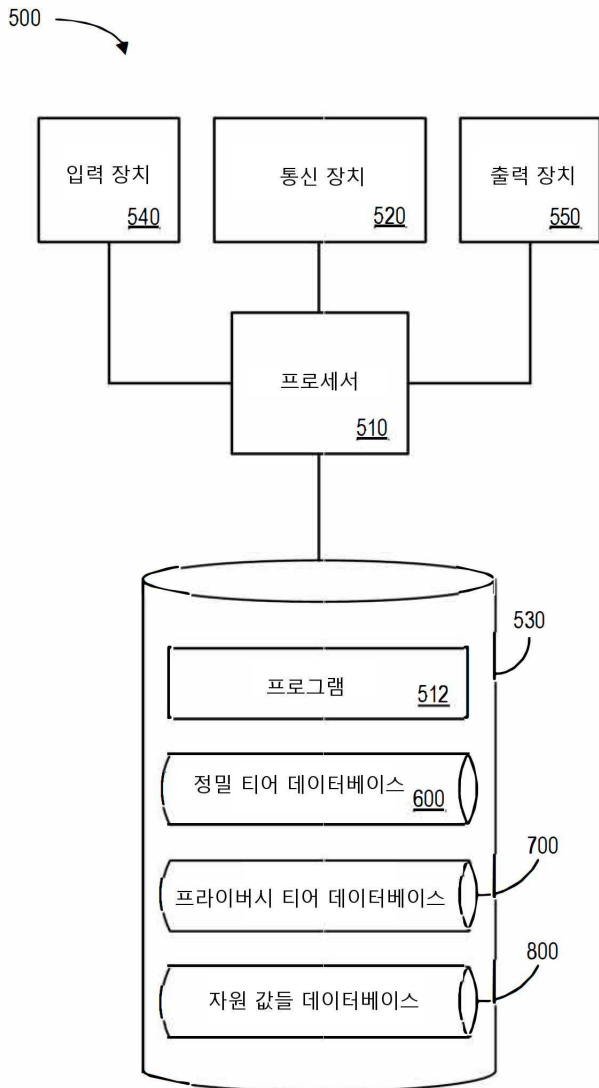 500
입력 장치
540
통신 장치
520
출력 장치
550
프로세서
510
530
프로그램
512
정밀 티어 데이터베이스
600
700
프라이버시 티어 데이터베이스
800
자원 값들 데이터베이스